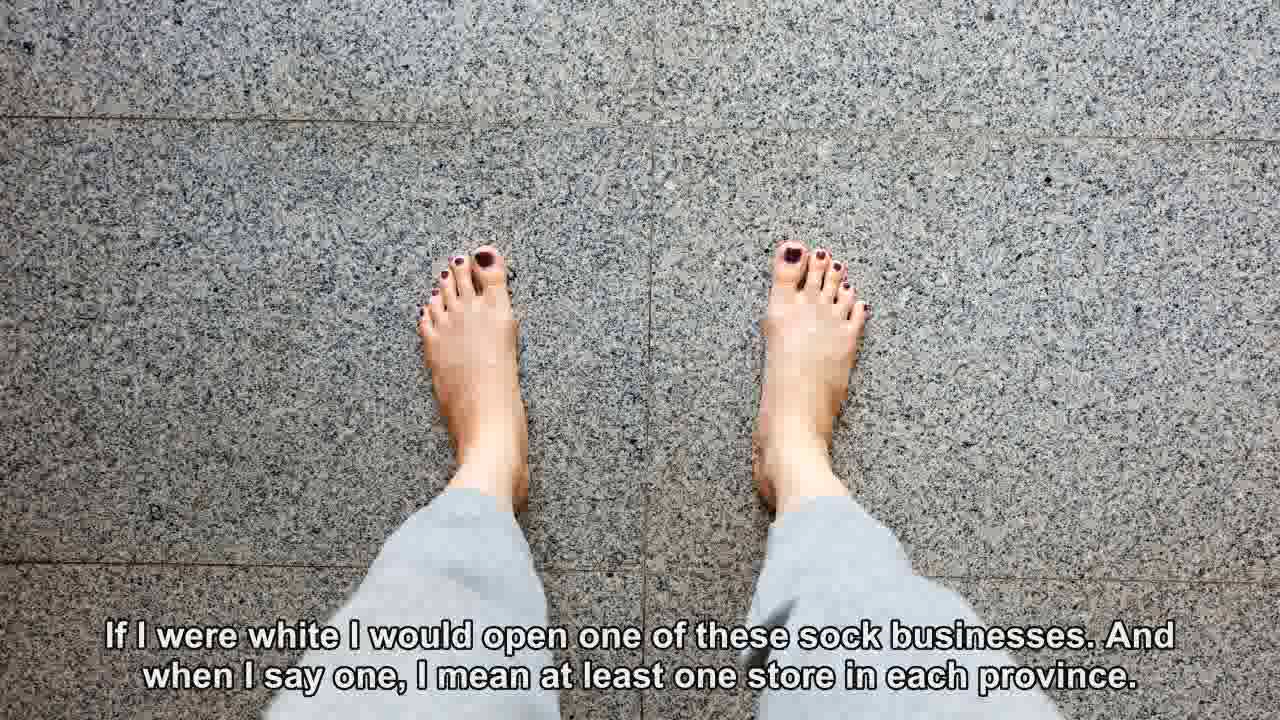 If I were white I would open one of these sock businesses. And
when I say one, I mean at least one store in each province.